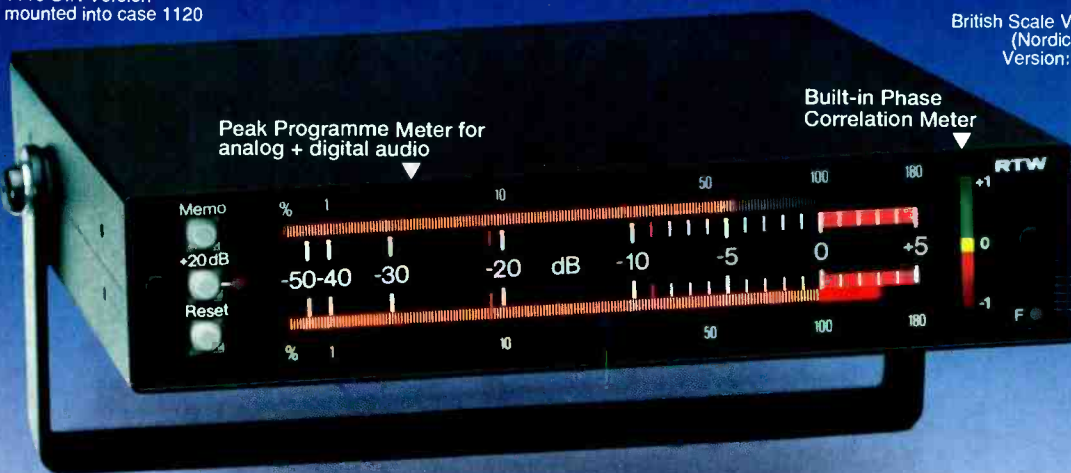 mounted into case 1120
British Scale
(Nordic
Version:
Peak Programme Meter for
analog + digital audio
Built-in Phase
Correlation Meter
RTW
Memo
+20 dB
Reset
% 1 10 50 100 180
-50 -40 -30 -20 dB -10 -5 0 +5
% 1 10 50 100 180
+1
0
-1
F